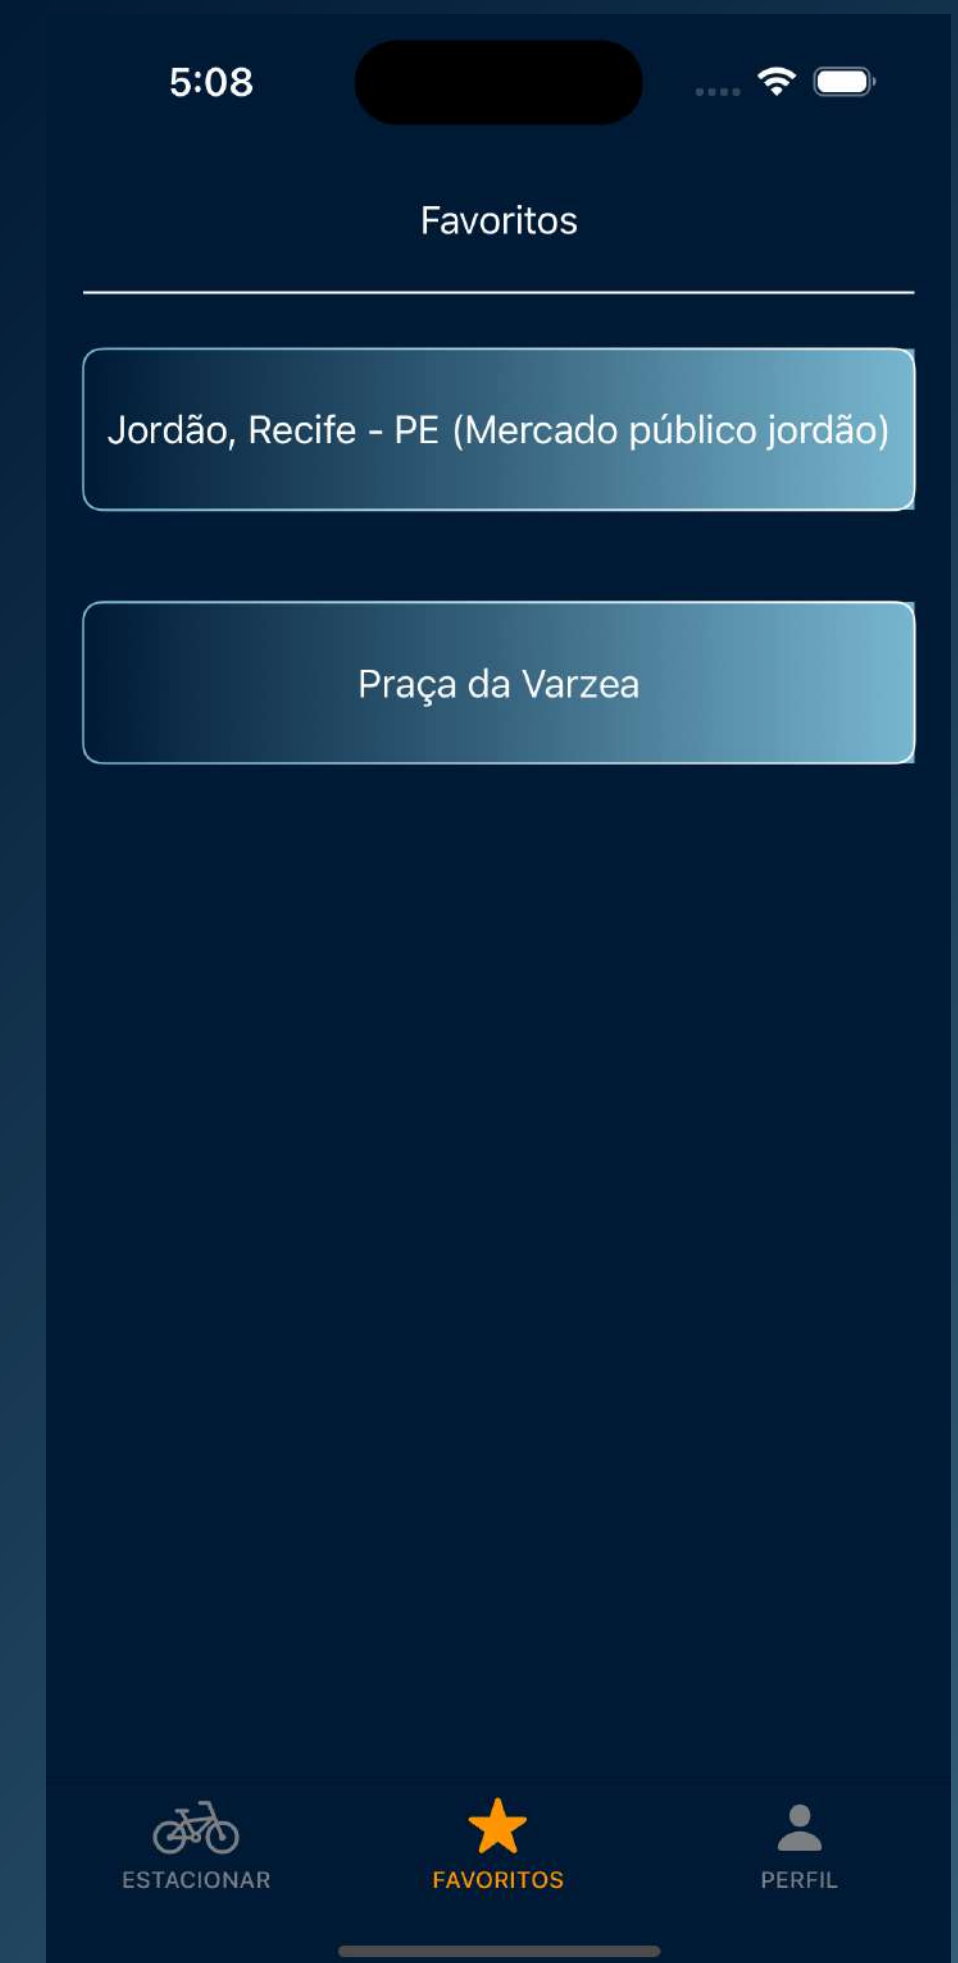 5:08
Favoritos
Jordão, Recife - PE (Mercado público jordão)
Praça da Varzea
ESTACIONAR
FAVORITOS
PERFIL